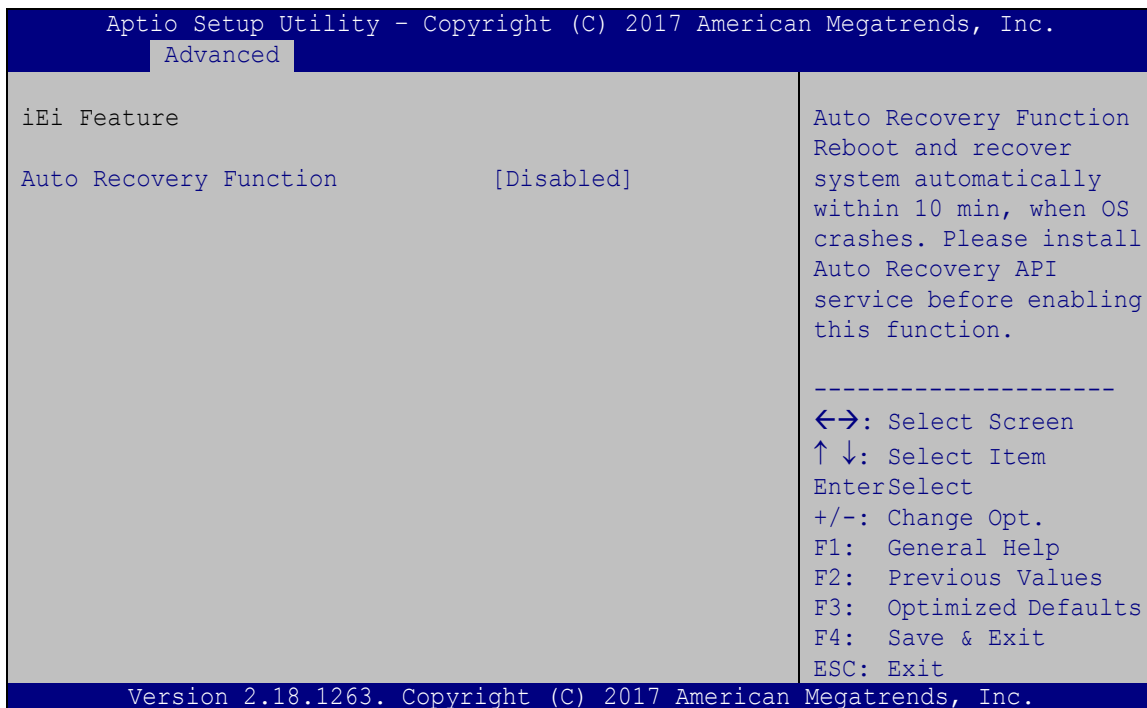 Aptio Setup Utility – Copyright (C) 2017 American Megatrends, Inc.
Advanced
iEi Feature
Auto Recovery Function [Disabled]
Auto Recovery Function
Reboot and recover
system automatically
within 10 min, when OS
crashes. Please install
Auto Recovery API
service before enabling
this function.
---------------------
←→: Select Screen
↑ ↓: Select Item
EnterSelect
+/-: Change Opt.
F1: General Help
F2: Previous Values
F3: Optimized Defaults
F4: Save & Exit
ESC: Exit
Version 2.18.1263. Copyright (C) 2017 American Megatrends, Inc.